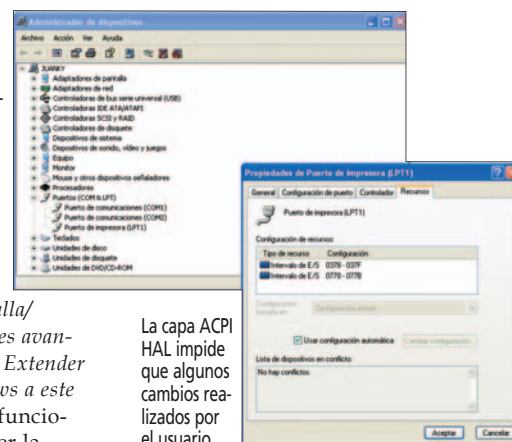 Administrador de dispositivos
Archivo Acción Ver Ayuda
JUANKY
Adaptadores de pantalla
Adaptadores de red
Controladoras de bus serie universal (USB)
Controladoras IDE ATA/ATAPI
Controladoras SCSI y RAID
Controladores de disquete
Dispositivos de sistema
Dispositivos de sonido, vídeo y juegos
Equipo
Monitor
Mouse y otros dispositivos señaladores
Procesadores
Puertos (COM & LPT)
Puerto de comunicaciones (COM1)
Puerto de comunicaciones (COM2)
Puerto de impresora (LPT1)
Teclados
Unidades de disco
Unidades de disquete
Unidades de DVD/CD-ROM
Propiedades de Puerto de impresora (LPT1)
General Configuración de puerto Controlador Recursos
Puerto de impresora (LPT1)
Configuración de recursos:
Tipo de recurso Configuración
Intervalo de E/S 0378 - 037F
Intervalo de E/S 0778 - 077B
Configuración basada en: Configuración actual
Usar configuración automática Cambiar configuración...
Lista de dispositivos en conflicto:
No hay conflictos.
Aceptar Cancelar
alla/
es avan-
Extender
ws a este
funcio-
La capa ACPI
HAL impide
que algunos
cambios rea-
lizados por
el usuario